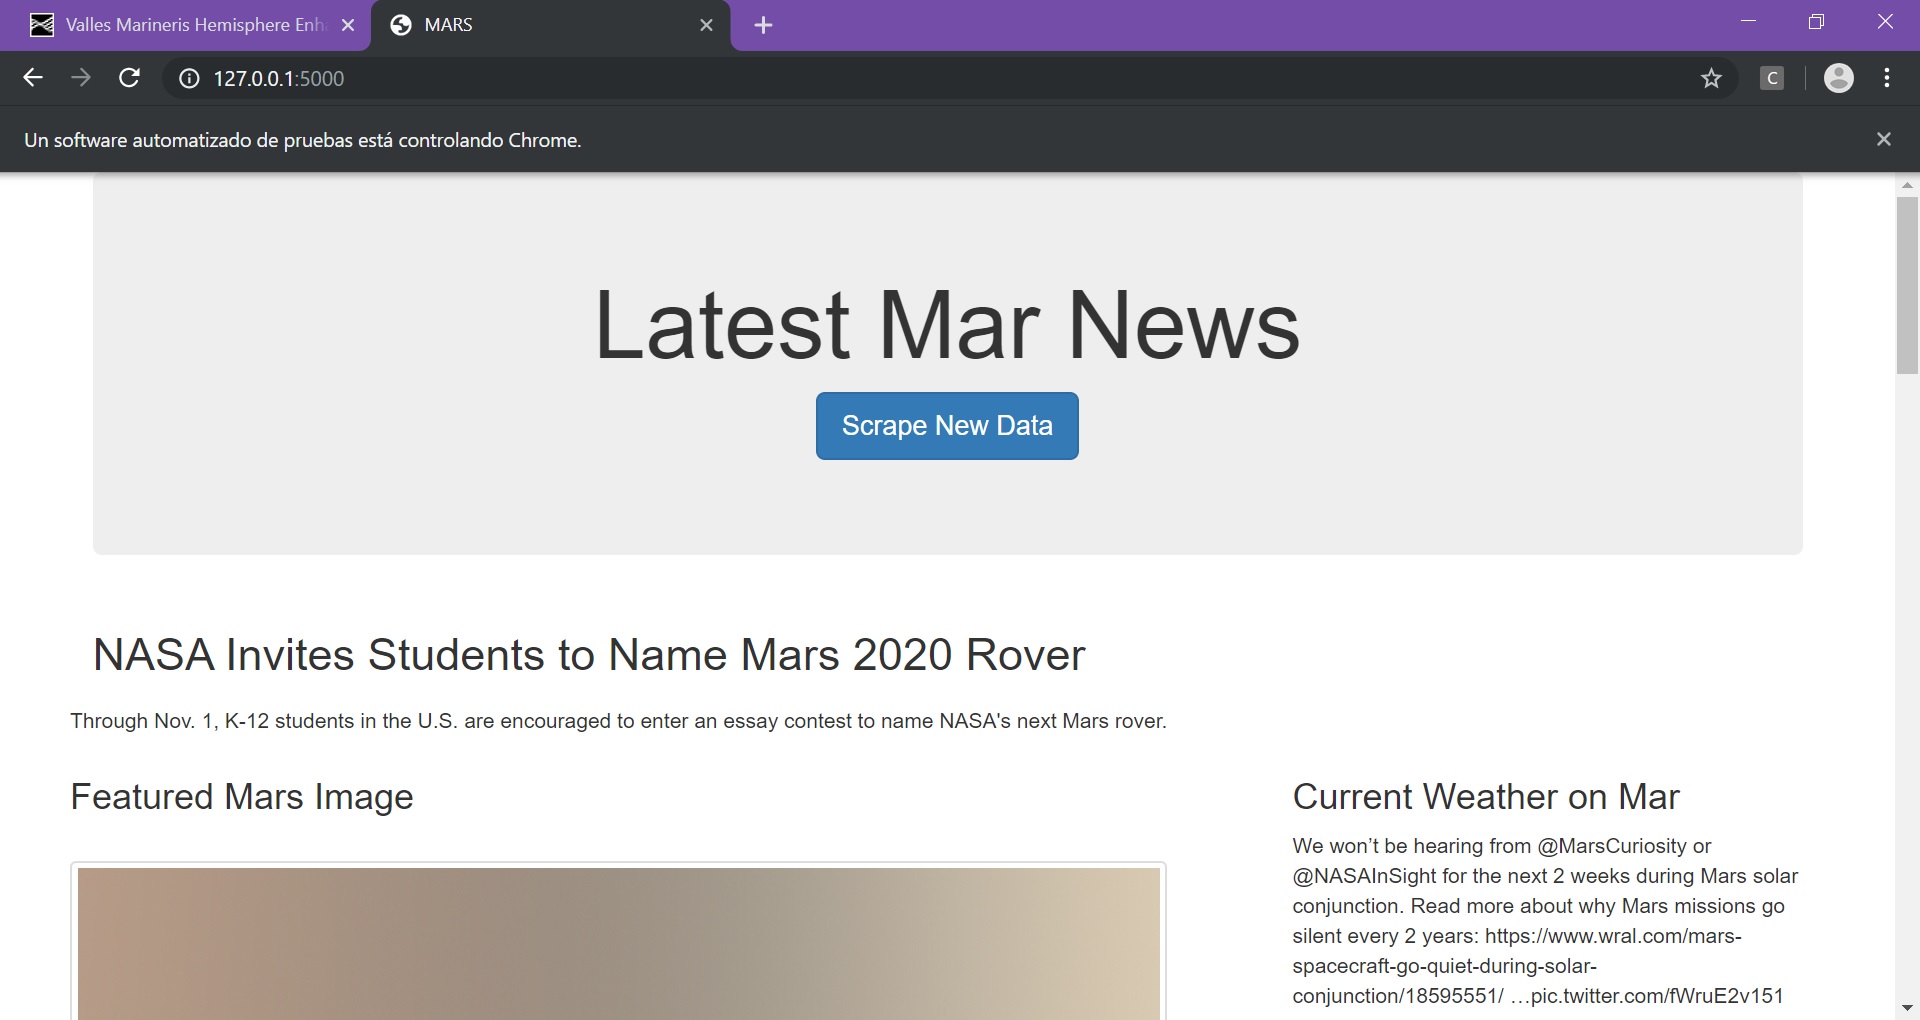 Valles Marineris Hemisphere Enh
MARS
127.0.0.1:5000
C
Un software automatizado de pruebas está controlando Chrome.
Latest Mar News
Scrape New Data
NASA Invites Students to Name Mars 2020 Rover
Through Nov. 1, K-12 students in the U.S. are encouraged to enter an essay contest to name NASA's next Mars rover.
Featured Mars Image
Current Weather on Mar
We won’t be hearing from @MarsCuriosity or
@NASAInSight for the next 2 weeks during Mars solar
conjunction. Read more about why Mars missions go
silent every 2 years: https://www.wral.com/mars-
spacecraft-go-quiet-during-solar-
conjunction/18595551/ …pic.twitter.com/fWruE2v151